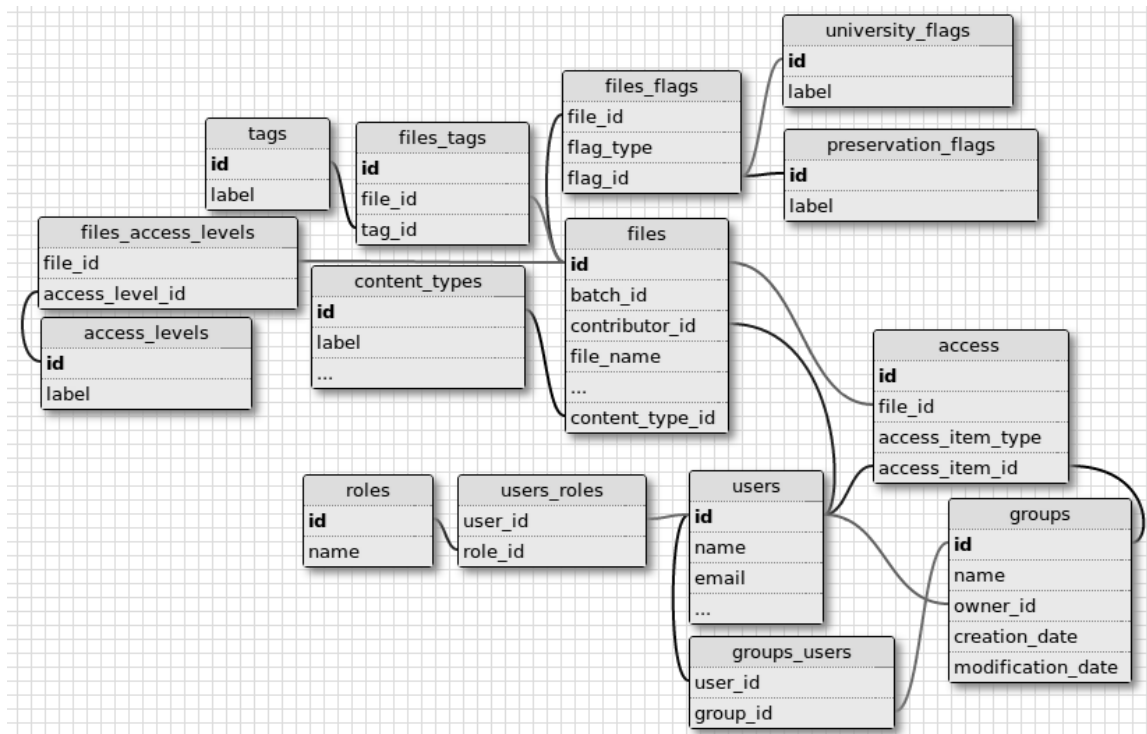 university_flags
id
label
files_flags
file_id
flag_type
flag_id
tags
id
label
files_tags
id
file_id
tag_id
preservation_flags
id
label
files_access_levels
file_id
access_level_id
files
id
batch_id
contributor_id
file_name
...
content_type_id
content_types
id
label
...
access_levels
id
label
access
id
file_id
access_item_type
access_item_id
roles
id
name
users_roles
user_id
role_id
users
id
name
email
...
groups
id
name
owner_id
creation_date
modification_date
groups_users
user_id
group_id